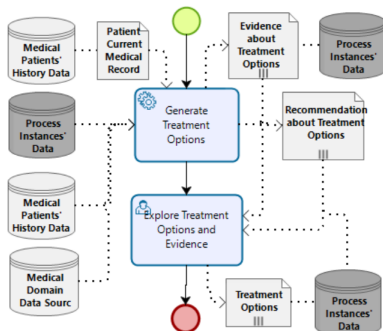 Medical
Patients'
History Data
Patient
Current
Medical
Record
Evidence
about
Treatment
Options
Process
Instances'
Data
Process
Instances'
Data
Generate
Treatment
Options
Recommendation
about Treatment
Options
Medical
Patients'
History Data
Explore Treatment
Options and
Evidence
Medical
Domain
Data Sourc
Treatment
Options
Process
Instances'
Data